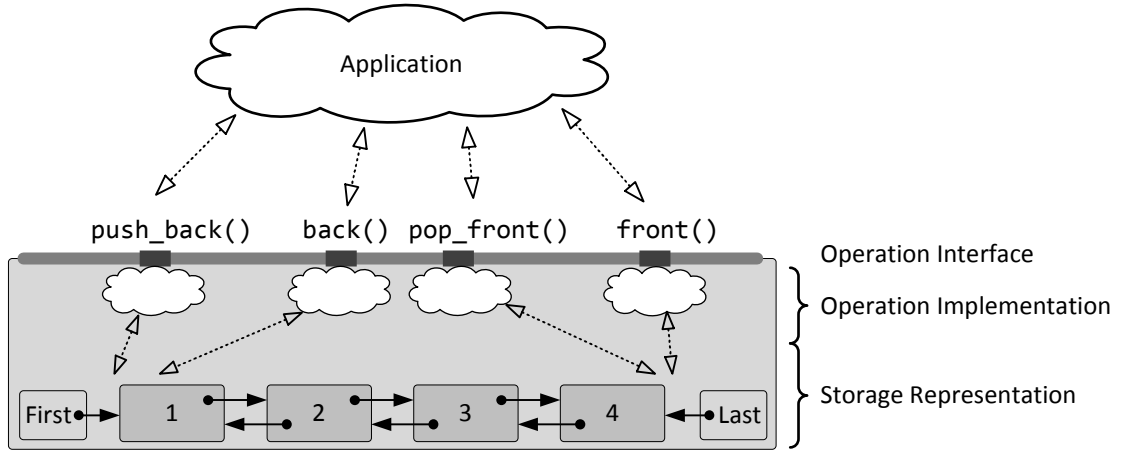 Application
push_back() back() pop_front() front()
Operation Interface
Operation Implementation
Storage Representation
First 1 2 3 4 Last